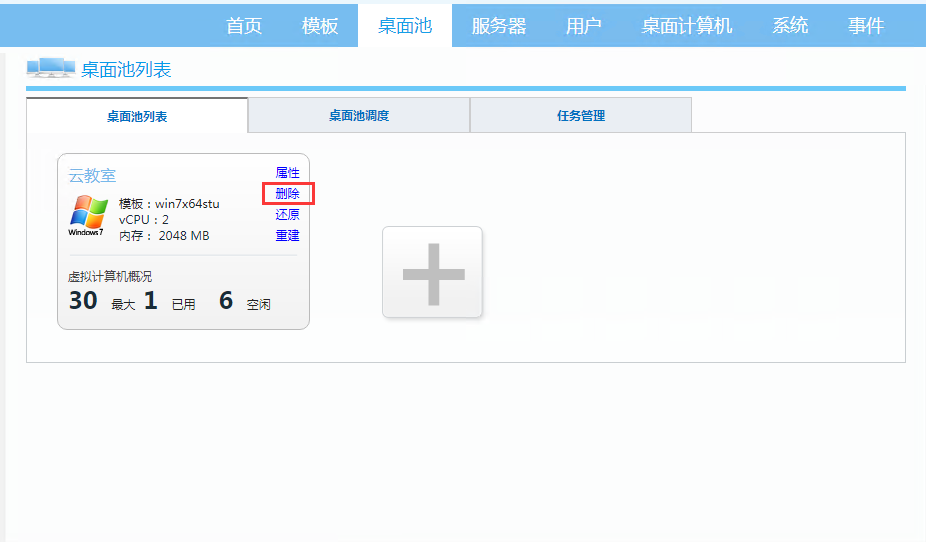 首页 模板 桌面池 服务器 用户 桌面计算机 系统 事件
桌面池列表
桌面池列表 桌面池调度 任务管理
云教室
属性
删除
还原
重建
Windows7
模板：win7x64stu
vCPU：2
内存： 2048 MB
虚拟计算机概况
30 最大 1 已用 6 空闲